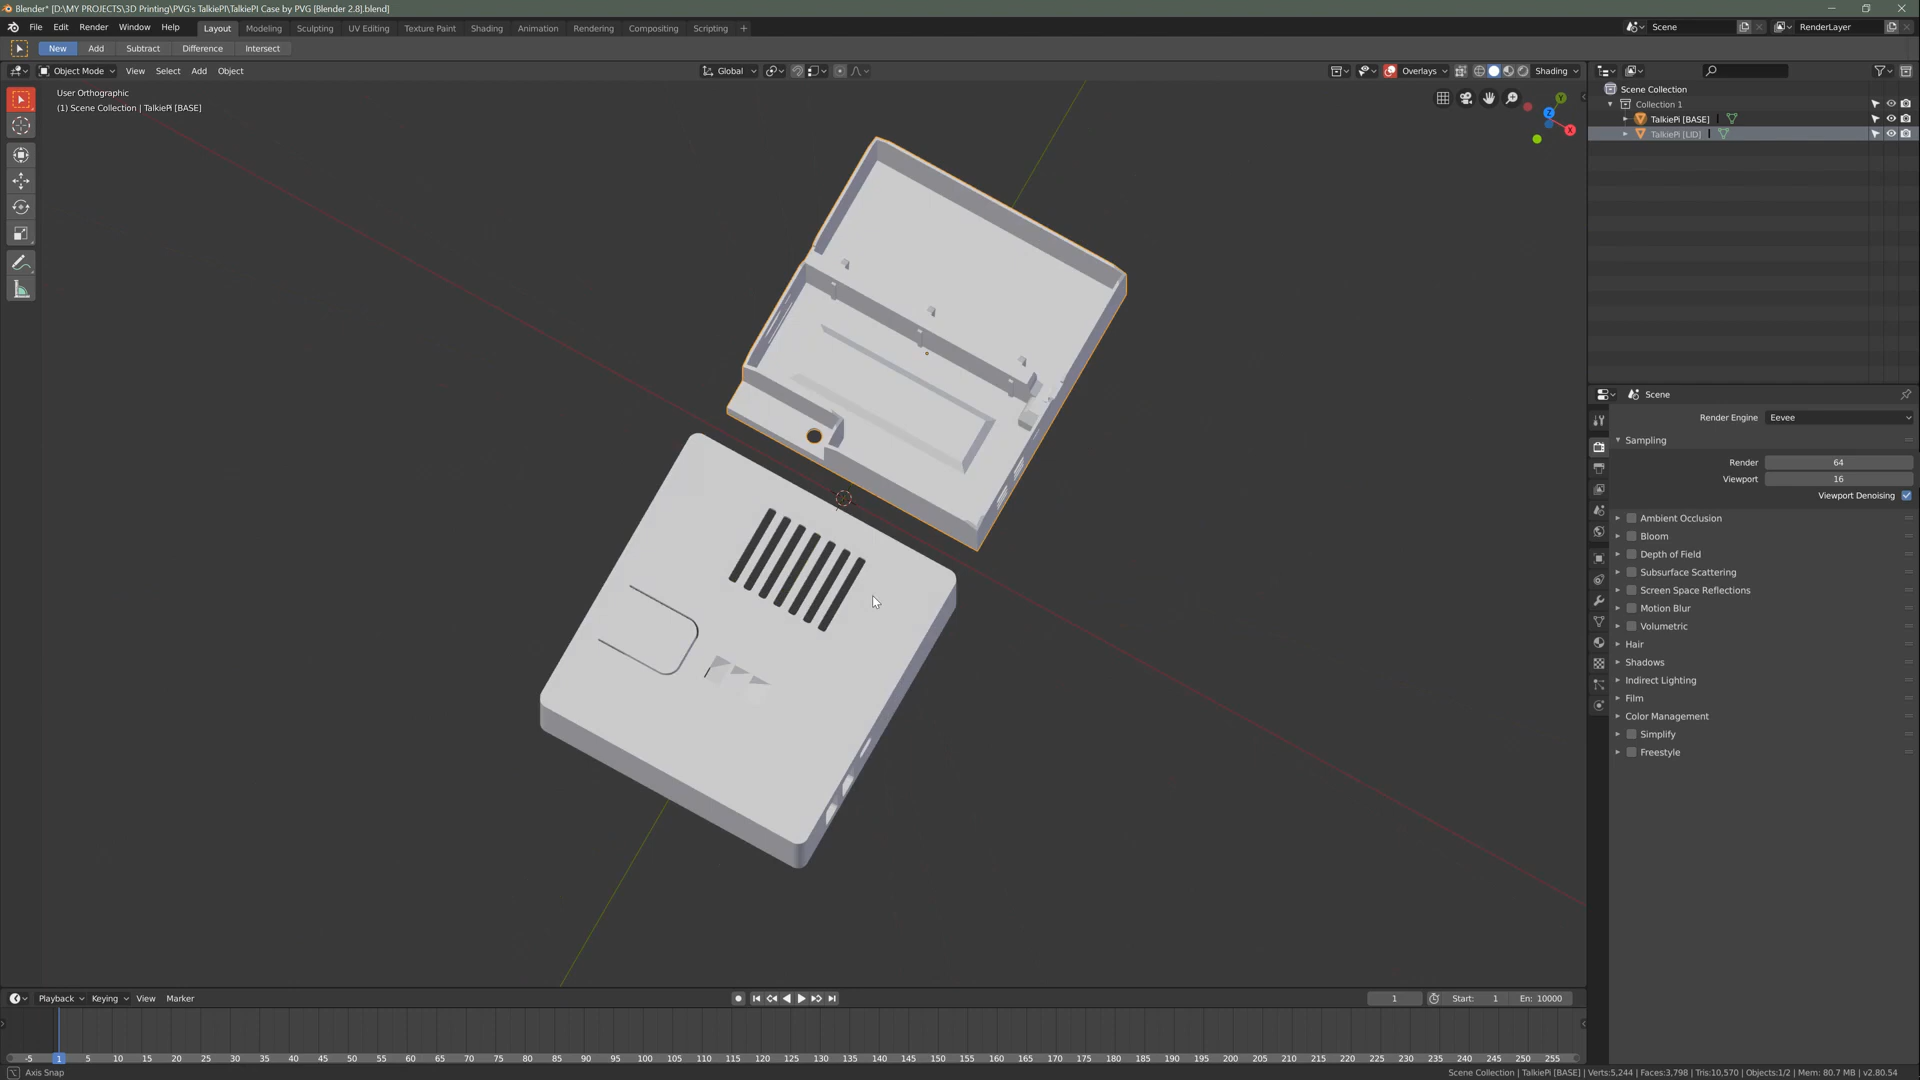 Blender* [D:\MY PROJECTS\3D Printing\PVG's TalkiePI\TalkiePI Case by PVG [Blender 2.8].blend]
File Edit Render Window Help Layout Modeling Sculpting UV Editing Texture Paint Shading Animation Rendering Compositing Scripting + Scene RenderLayer
New Add Subtract Difference Intersect
Object Mode View Select Add Object Global Overlays Shading
User Orthographic
(1) Scene Collection | TalkiePi [BASE]
Y
Z
X
Scene Collection
Collection 1
TalkiePi [BASE]
TalkiePi [LID]
Scene
Render Engine Eevee
Sampling
Render 64
Viewport 16
Viewport Denoising
Ambient Occlusion
Bloom
Depth of Field
Subsurface Scattering
Screen Space Reflections
Motion Blur
Volumetric
Hair
Shadows
Indirect Lighting
Film
Color Management
Simplify
Freestyle
Playback Keying View Marker 1 Start: 1 En: 10000
-5 1 5 10 15 20 25 30 35 40 45 50 55 60 65 70 75 80 85 90 95 100 105 110 115 120 125 130 135 140 145 150 155 160 165 170 175 180 185 190 195 200 205 210 215 220 225 230 235 240 245 250 255
Axis Snap Scene Collection | TalkiePi [BASE] | Verts:5,244 | Faces:3,798 | Tris:10,570 | Objects:1/2 | Mem: 80.7 MB | v2.80.54